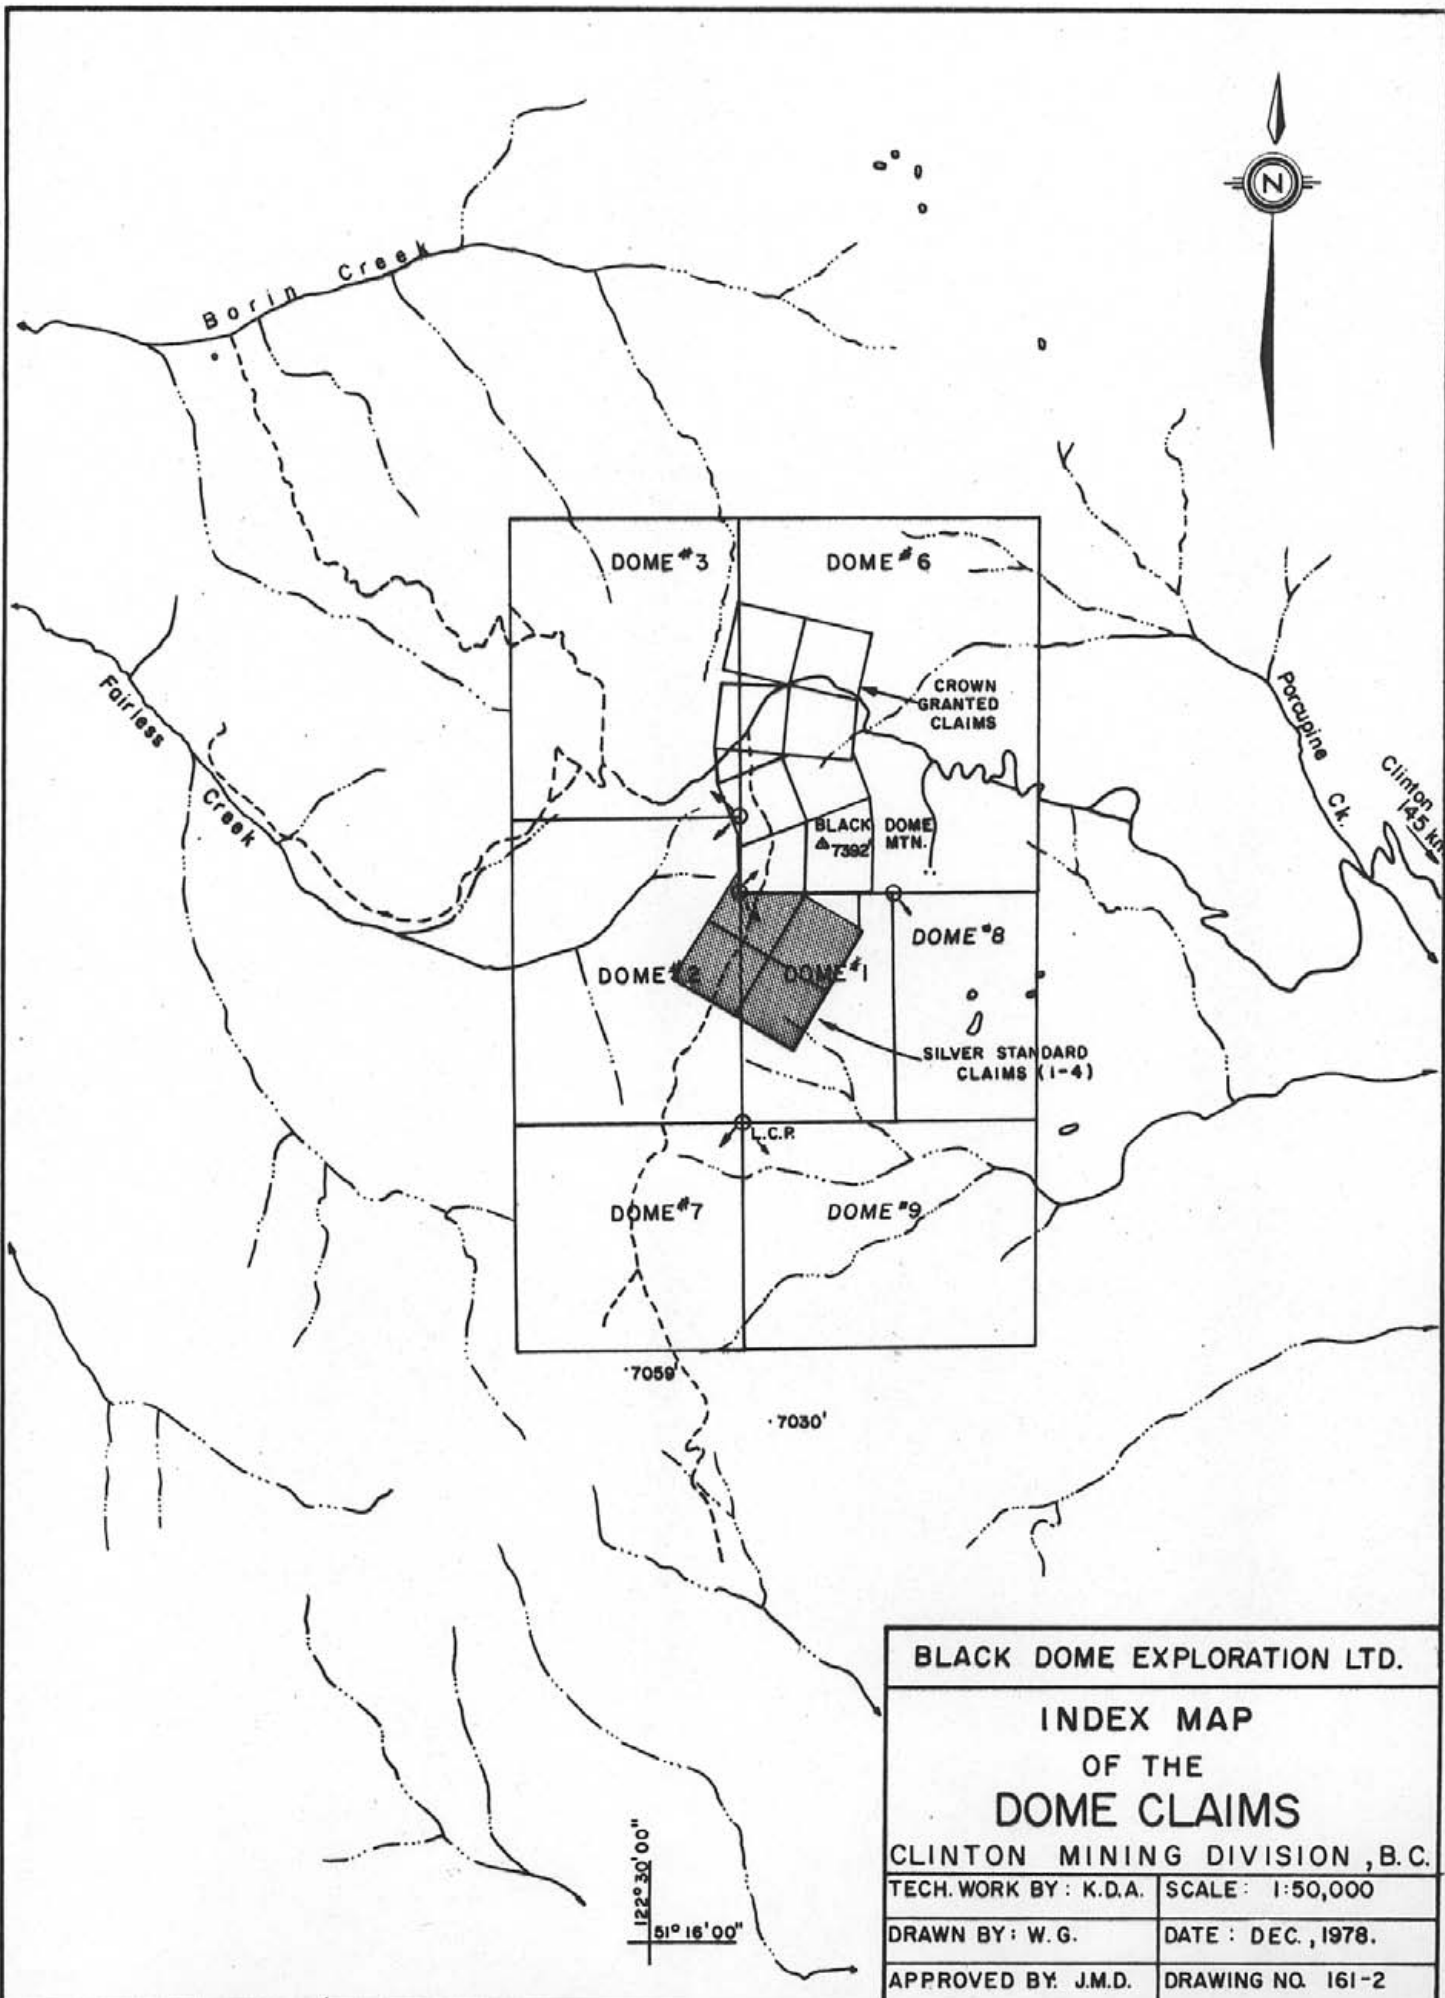 N
Borin Creek
DOME #3
DOME #6
CROWN
GRANTED
CLAIMS
Fairless
Creek
Porcupine
Ck.
Clinton
145 km
BLACK DOME
△7392' MTN.
DOME #8
DOME #2
DOME #1
SILVER STANDARD
CLAIMS (1-4)
L.C.P.
DOME #7
DOME #9
·7059'
·7030'
122° 30' 00"
51° 16' 00"
BLACK DOME EXPLORATION LTD.
INDEX MAP
OF THE
DOME CLAIMS
CLINTON MINING DIVISION, B.C.
TECH. WORK BY: K.D.A. SCALE: 1:50,000
DRAWN BY: W.G. DATE: DEC., 1978.
APPROVED BY: J.M.D. DRAWING NO. 161-2